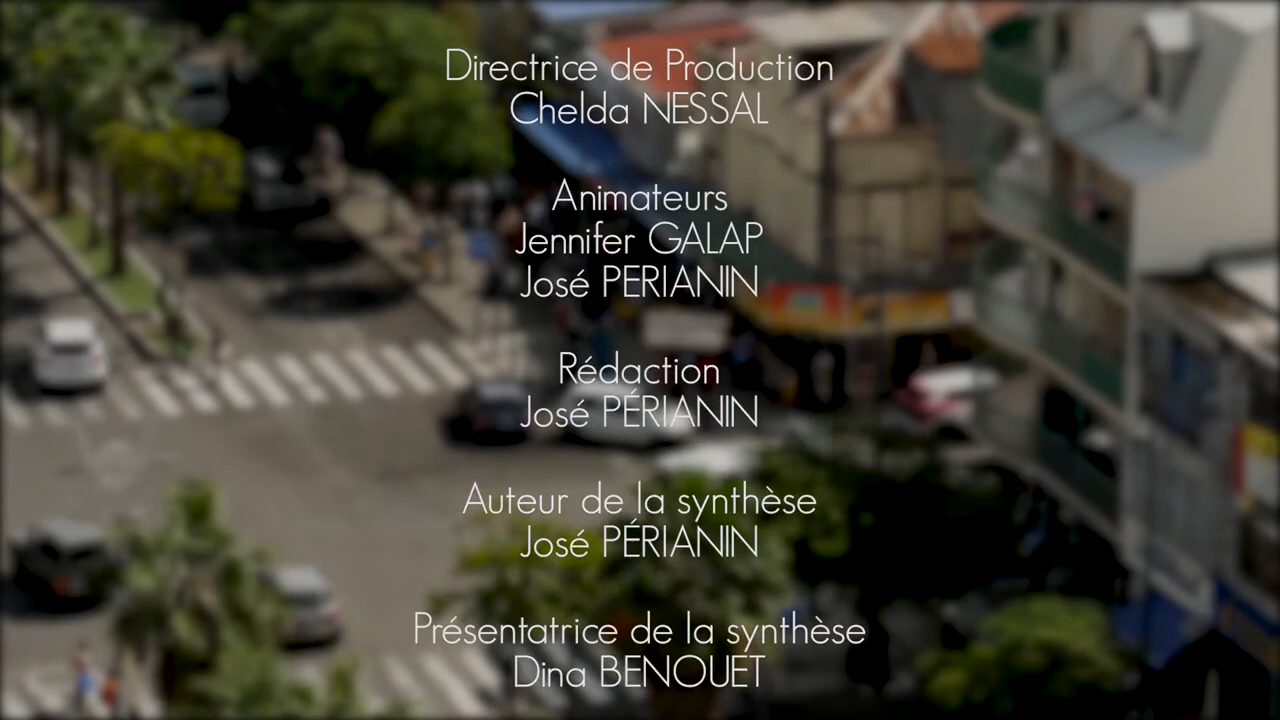 Directrice de Production
Chelda NESSAL
Animateurs
Jennifer GALAP
José PERIANIN
Rédaction
José PÉRIANIN
Auteur de la synthèse
José PÉRIANIN
Présentatrice de la synthèse
Dina BENOUET